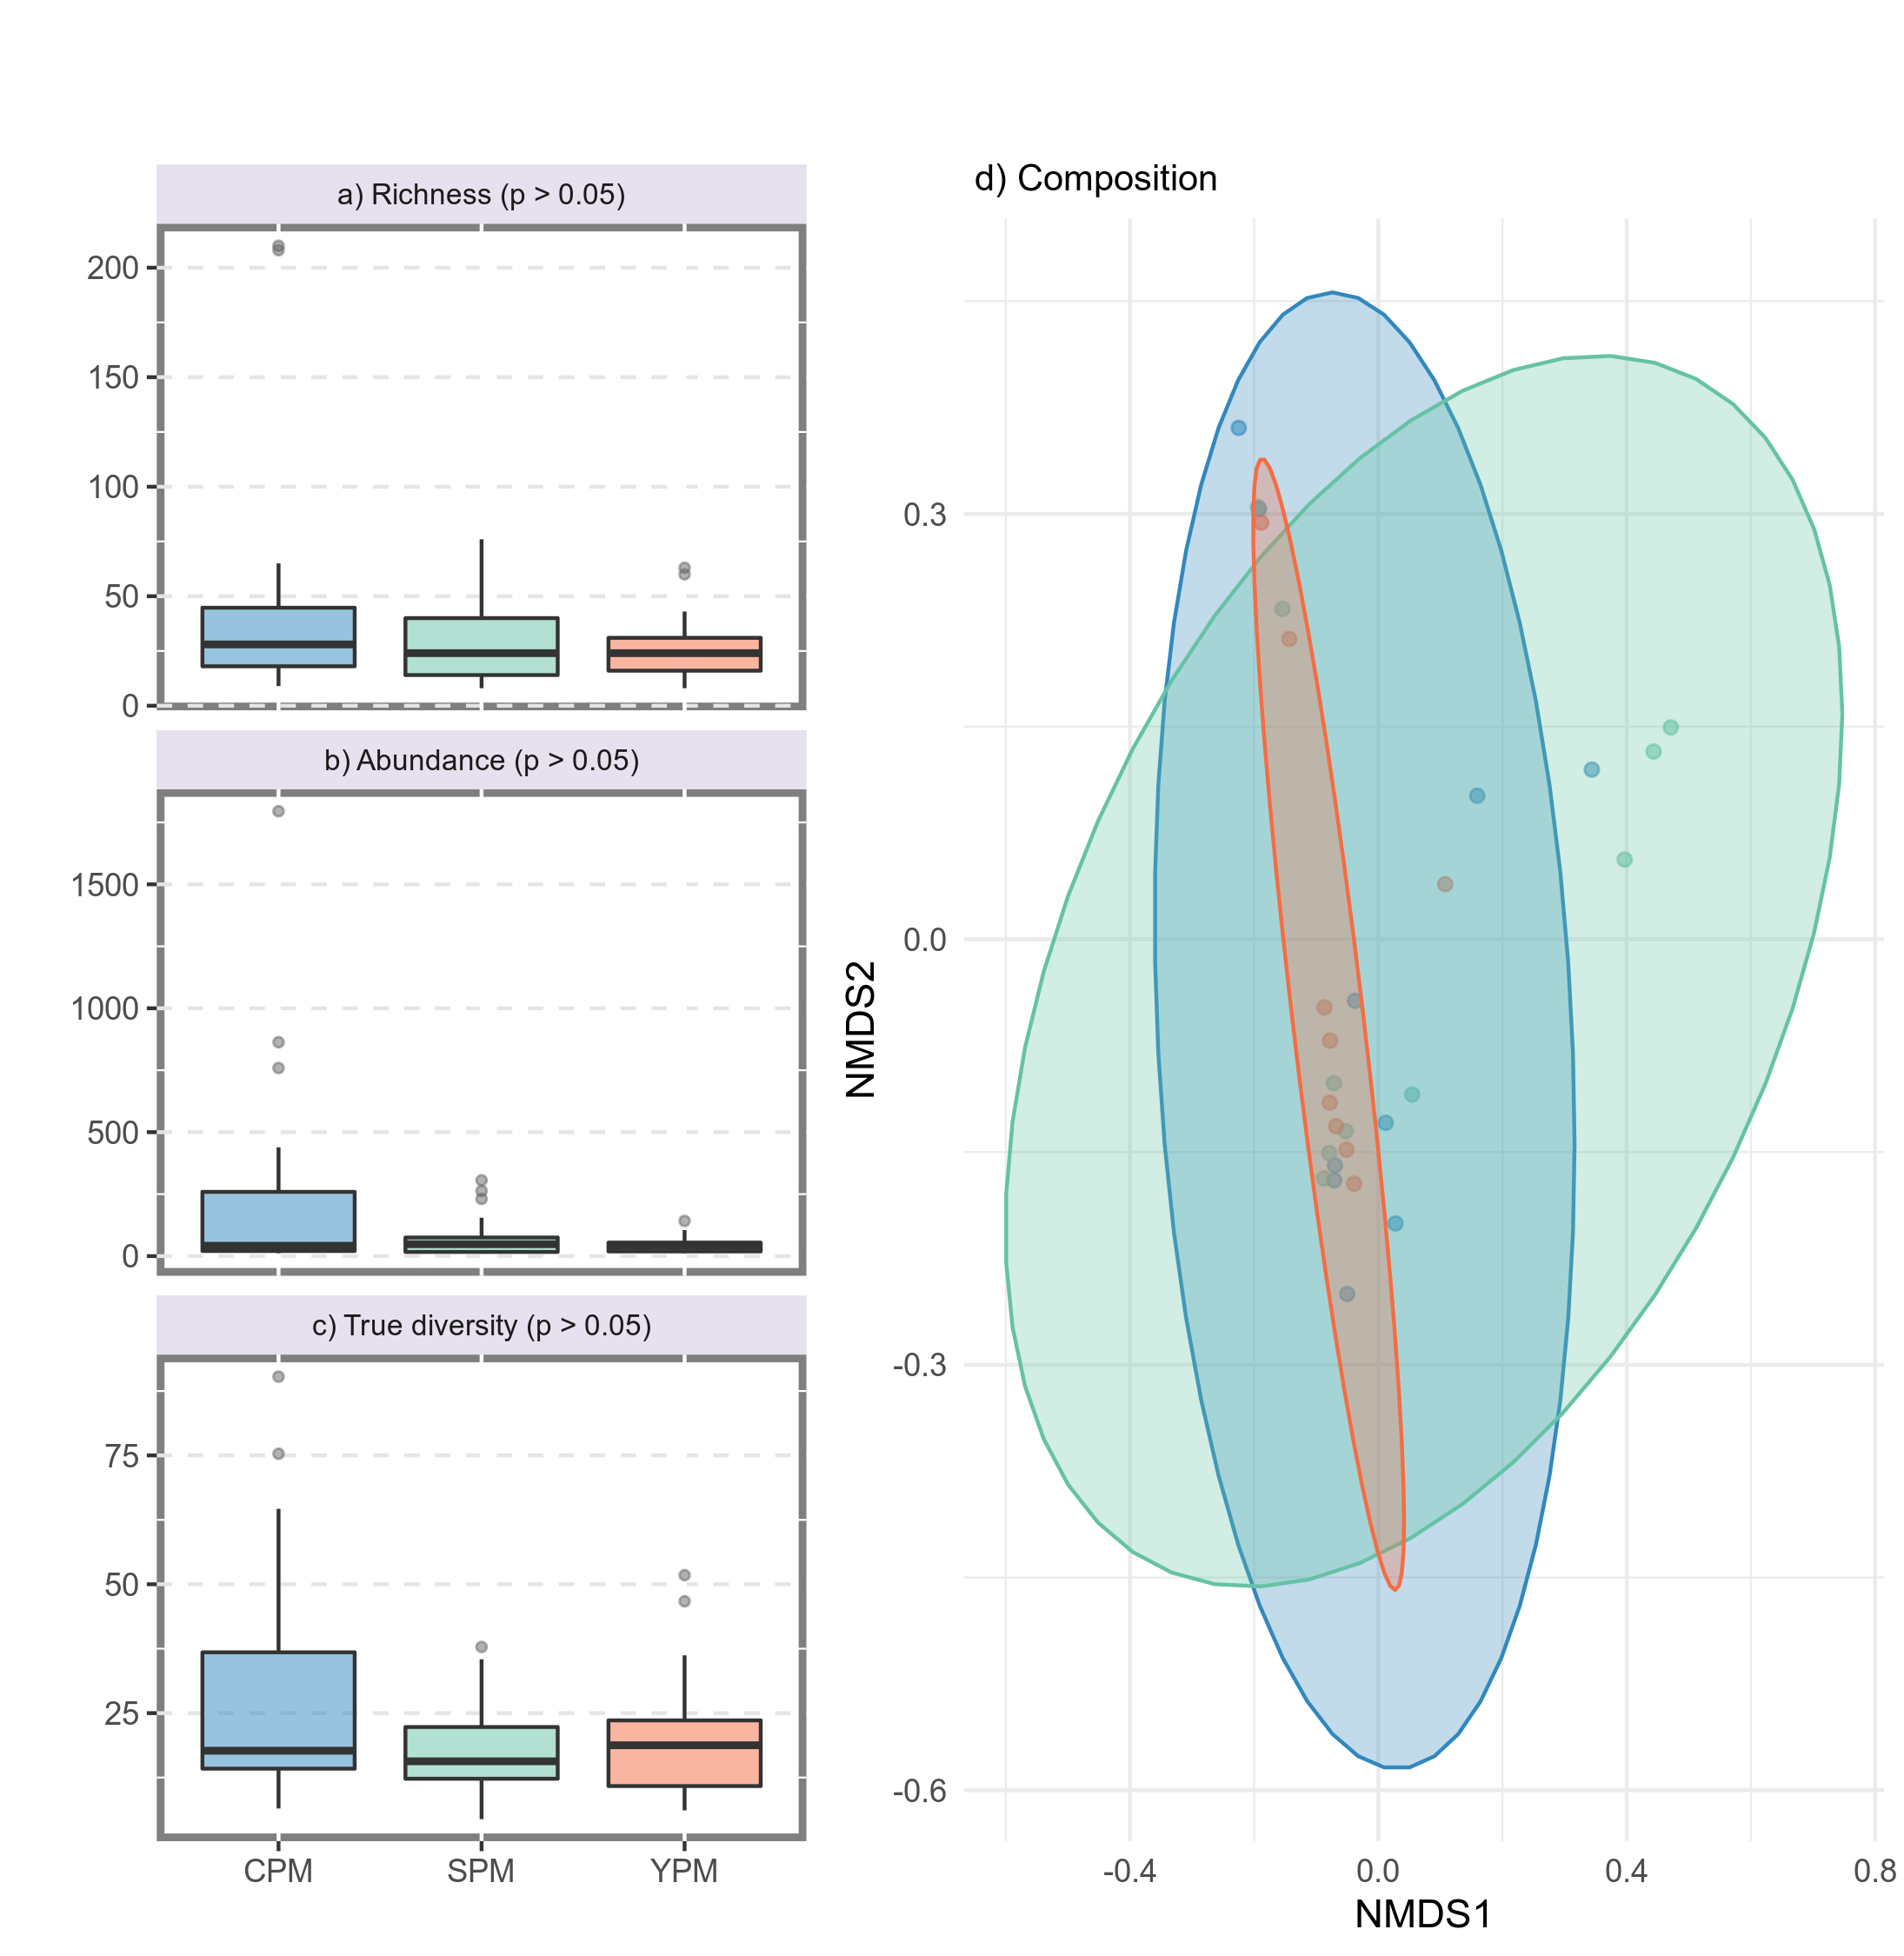 a) Richness (p > 0.05)
200
150
100
50
0
b) Abundance (p > 0.05)
1500
1000
500
0
c) True diversity (p > 0.05)
75
50
25
CPM SPM YPM
d) Composition
NMDS2
0.3
0.0
-0.3
-0.6
-0.4 0.0 0.4 0.8
NMDS1